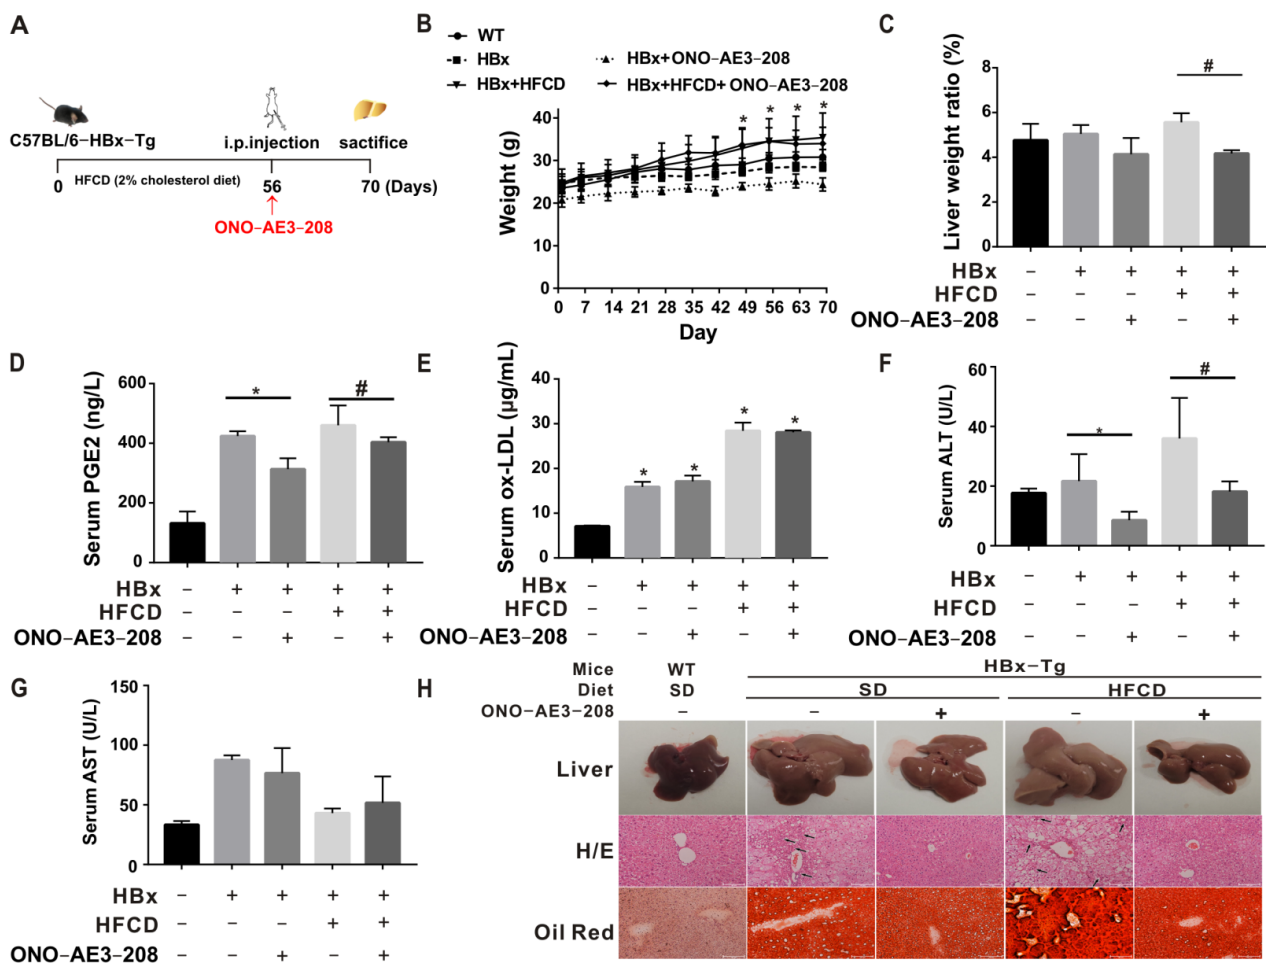 A
C57BL/6−HBx−Tg
i.p.injection
sactifice
0
HFCD (2% cholesterol diet)
56
70 (Days)
ONO−AE3−208
B
WT
HBx
HBx+ONO−AE3−208
HBx+HFCD
HBx+HFCD+ONO−AE3−208
Weight (g)
40
30
20
10
0
* * * *
0 7 14 21 28 35 42 49 56 63 70
Day
C
Liver weight ratio (%)
8
6
4
2
0
#
HBx − + + + +
HFCD − − − + +
ONO−AE3−208 − − + − +
D
Serum PGE2 (ng/L)
600
400
200
0
* #
HBx − + + + +
HFCD − − − + +
ONO−AE3−208 − − + − +
E
Serum ox-LDL (µg/mL)
40
30
20
10
0
* * * *
HBx − + + + +
HFCD − − − + +
ONO−AE3−208 − − + − +
F
Serum ALT (U/L)
60
40
20
0
* #
HBx − + + + +
HFCD − − − + +
ONO−AE3−208 − − + − +
G
Serum AST (U/L)
150
100
50
0
HBx − + + + +
HFCD − − − + +
ONO−AE3−208 − − + − +
H
Mice WT HBx−Tg
Diet SD SD HFCD
ONO−AE3−208 − − + − +
Liver
H/E
Oil Red